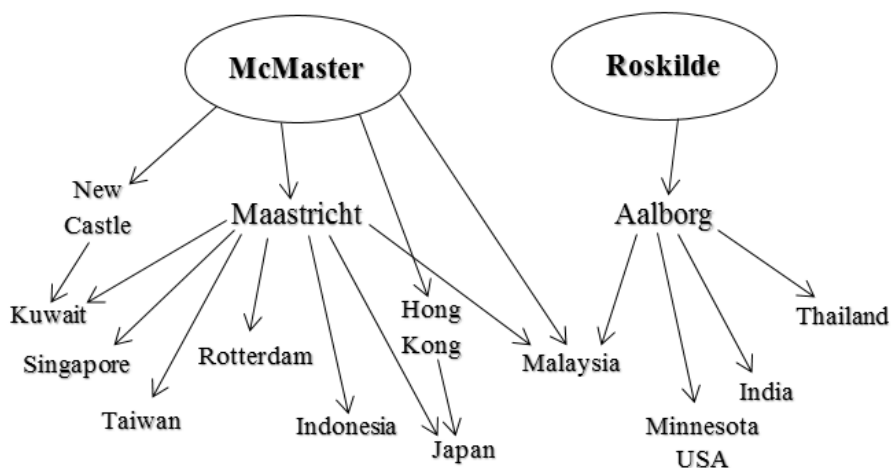 McMaster
Roskilde
New
Castle
Maastricht
Aalborg
Kuwait
Hong
Kong
Thailand
Singapore
Rotterdam
Malaysia
India
Taiwan
Indonesia
Japan
Minnesota
USA